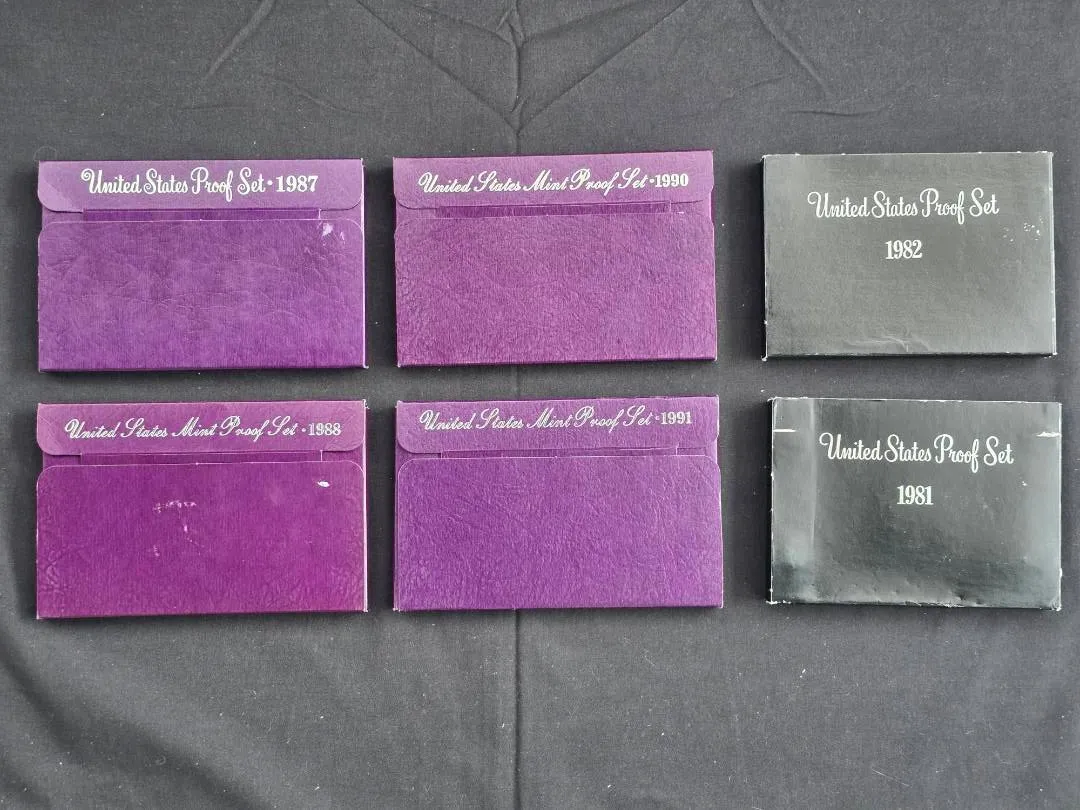 United States Proof Set • 1987
United States Mint Proof Set • 1990
United States Proof Set
1982
United States Mint Proof Set • 1988
United States Mint Proof Set • 1991
United States Proof Set
1981